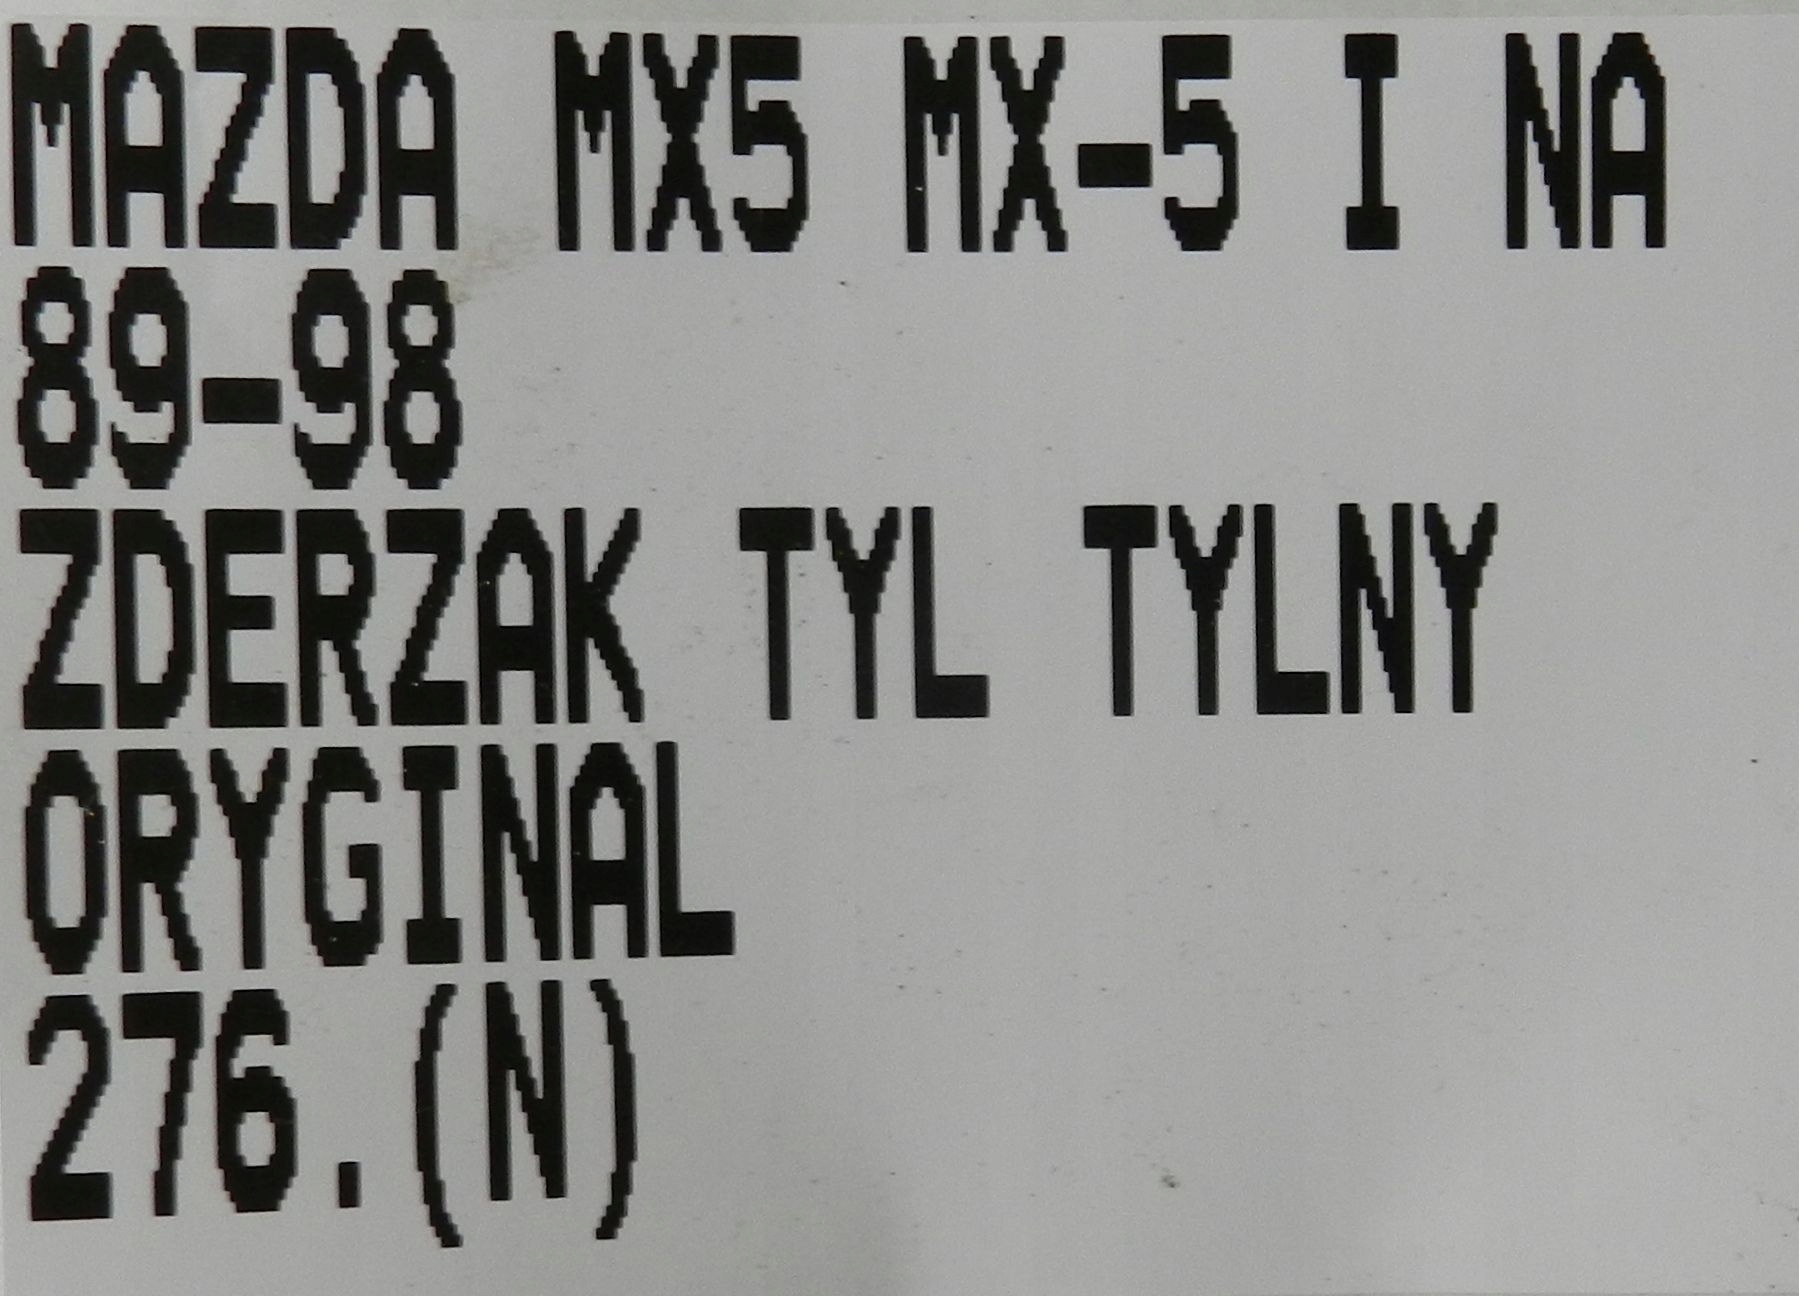 MAZDA MX5 MX-5 I NA
89-98
ZDERZAK TYL TYLNY
ORYGINAL
276.(N)